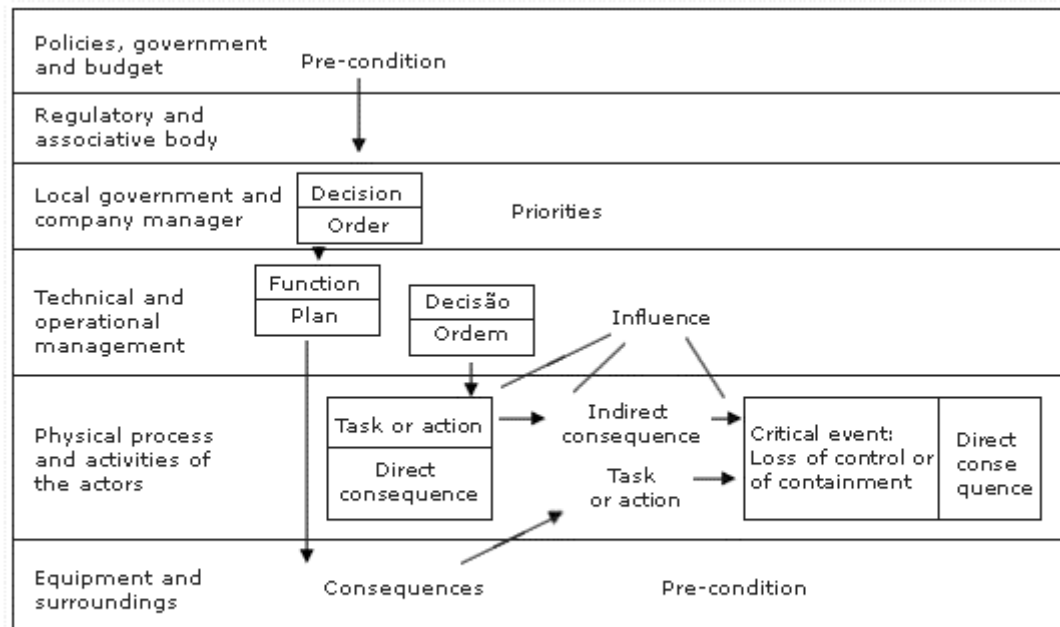 Policies, government
and budget
Pre-condition
Regulatory and
associative body
Local government and
company manager
Decision
Order
Priorities
Technical and
operational
management
Function
Plan
Decisão
Ordem
Influence
Physical process
and activities of
the actors
Task or action
Direct
consequence
Indirect
consequence
Task
or action
Critical event:
Loss of control or
of containment
Direct
conse
quence
Equipment and
surroundings
Consequences
Pre-condition